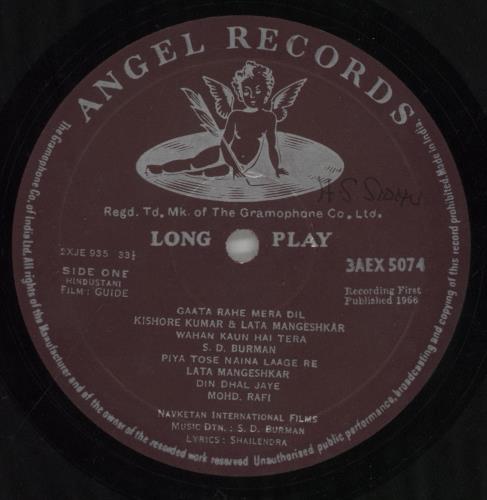 ANGEL RECORDS
Regd. Td. Mk. of The Gramophone Co. Ltd.
LONG PLAY
2XJE 935 33⅓
3AEX 5074
SIDE ONE
HINDUSTANI
FILM : GUIDE
Recording First
Published 1966
GAATA RAHE MERA DIL
KISHORE KUMAR & LATA MANGESHKAR
WAHAN KAUN HAI TERA
S. D. BURMAN
PIYA TOSE NAINA LAAGE RE
LATA MANGESHKAR
DIN DHAL JAYE
MOHD. RAFI
NAVKETAN INTERNATIONAL FILMS
MUSIC DTN. : S. D. BURMAN
LYRICS : SHAILENDRA
The Gramophone Co. of India Ltd. All rights of the Manufacturer and of the owner of the recorded work reserved Unauthorised public performance, broadcasting and copying of this record prohibited. Made in India.